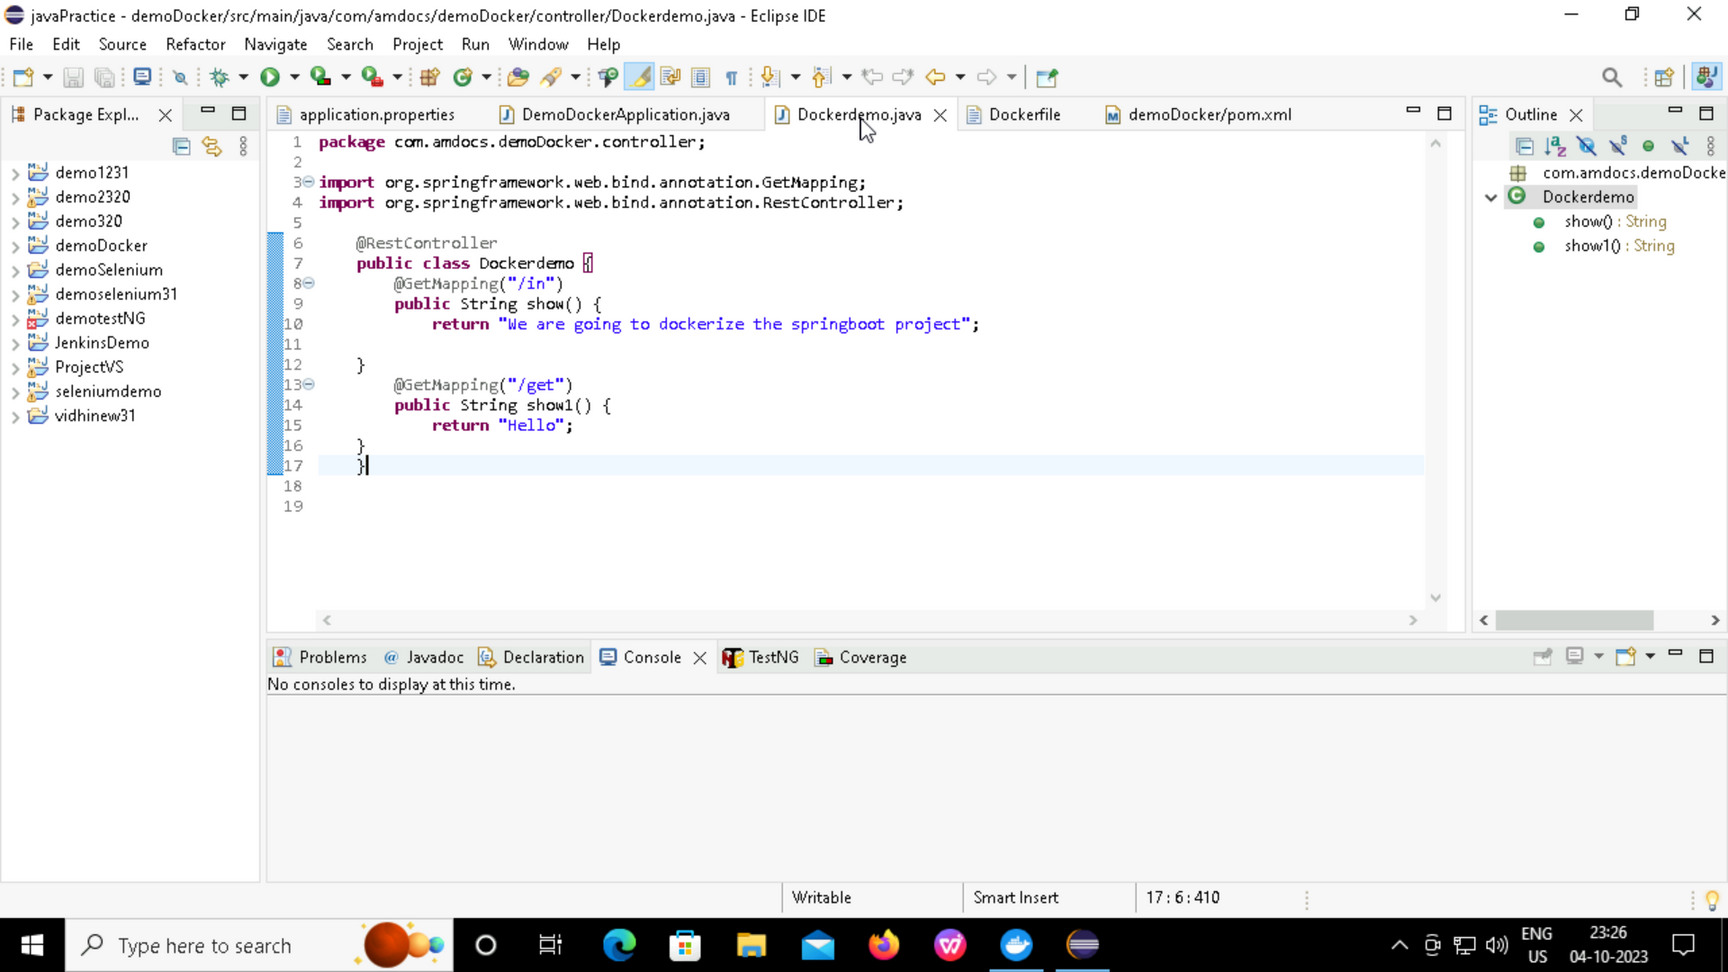 javaPractice - demoDocker/src/main/java/com/amdocs/demoDocker/controller/Dockerdemo.java - Eclipse IDE
File Edit Source Refactor Navigate Search Project Run Window Help
Package Expl...
demo1231
demo2320
demo320
demoDocker
demoSelenium
demoselenium31
demotestNG
JenkinsDemo
ProjectVS
seleniumdemo
vidhinew31
application.properties DemoDockerApplication.java Dockerdemo.java Dockerfile demoDocker/pom.xml
1 package com.amdocs.demoDocker.controller;
2
3 import org.springframework.web.bind.annotation.GetMapping;
4 import org.springframework.web.bind.annotation.RestController;
5
6 @RestController
7 public class Dockerdemo {
8 @GetMapping("/in")
9 public String show() {
10 return "We are going to dockerize the springboot project";
11
12 }
13 @GetMapping("/get")
14 public String show1() {
15 return "Hello";
16 }
17 }
18
19
Outline
com.amdocs.demoDocke
Dockerdemo
show() : String
show1() : String
Problems @ Javadoc Declaration Console TestNG Coverage
No consoles to display at this time.
Writable Smart Insert 17 : 6 : 410
Type here to search
ENG
US
23:26
04-10-2023